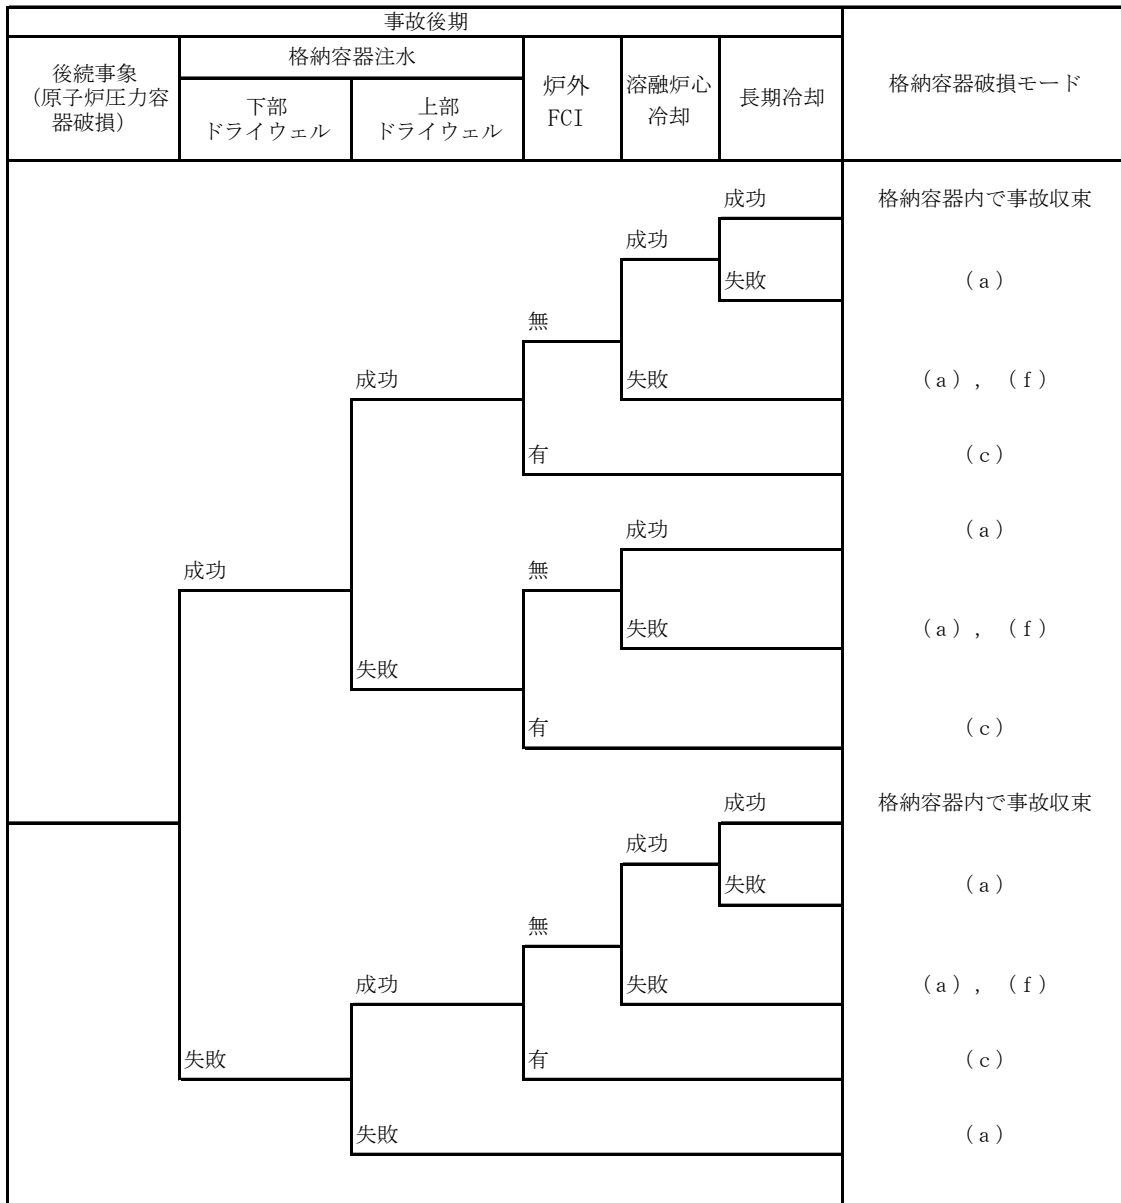 事故後期
後続事象
(原子炉圧力容
器破損)
格納容器注水
下部
ドライウェル
上部
ドライウェル
炉外
FCI
溶融炉心
冷却
長期冷却
格納容器破損モード
成功
格納容器内で事故収束
成功
失敗
(a)
無
成功
失敗
(a), (f)
有
(c)
成功
(a)
成功
無
失敗
(a), (f)
失敗
有
(c)
成功
格納容器内で事故収束
成功
失敗
(a)
無
成功
失敗
(a), (f)
失敗
有
(c)
失敗
(a)